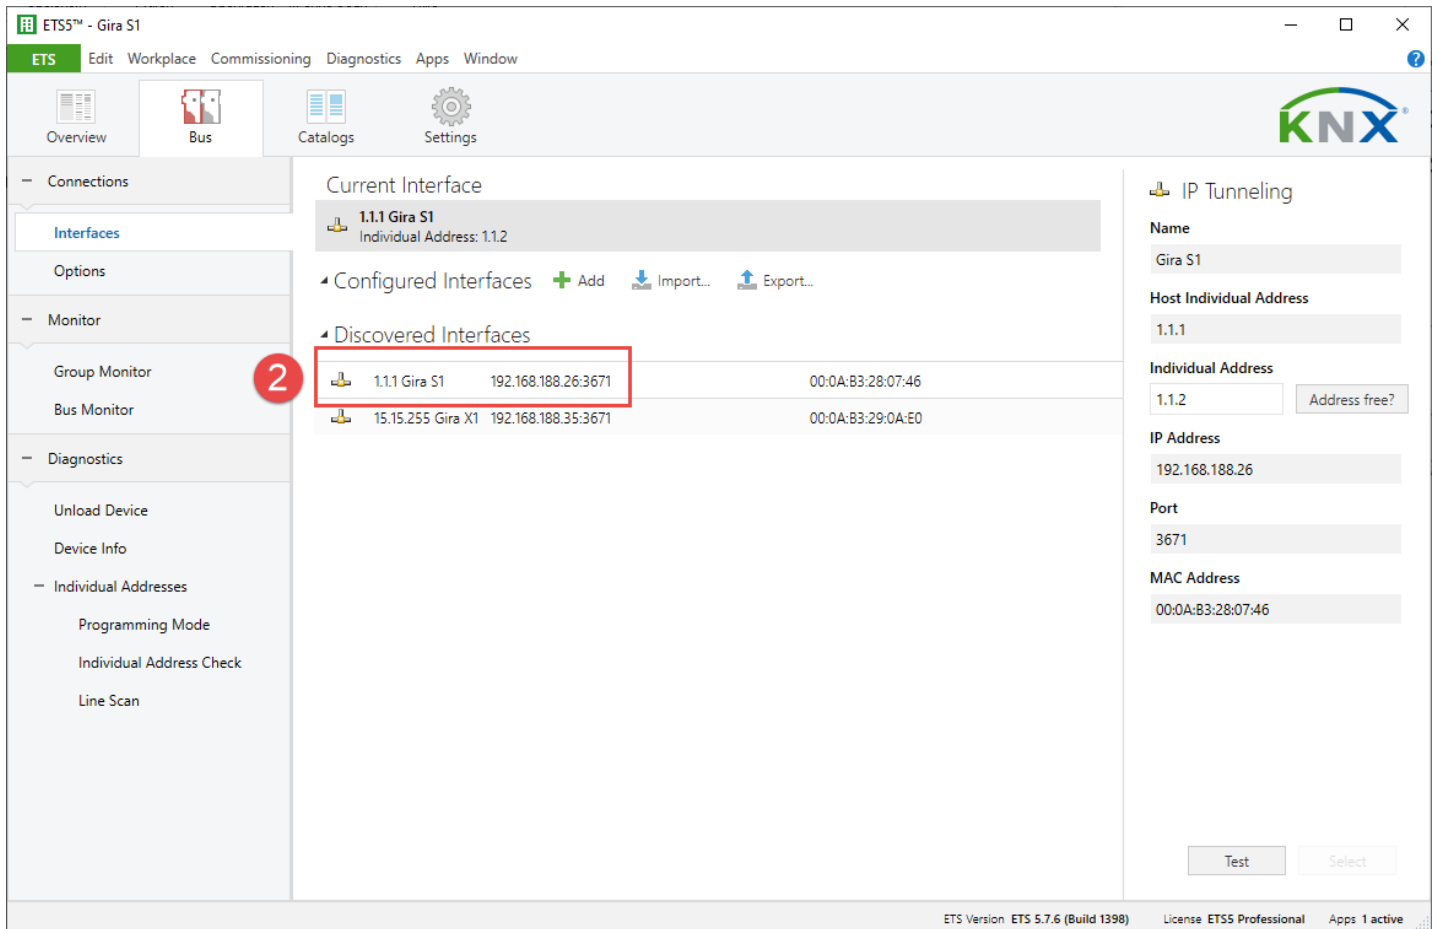 ETS5™ - Gira S1
ETS Edit Workplace Commissioning Diagnostics Apps Window
?
Overview
Bus
Catalogs
Settings
KNX®
Connections
Interfaces
Options
Monitor
Group Monitor
Bus Monitor
Diagnostics
Unload Device
Device Info
Individual Addresses
Programming Mode
Individual Address Check
Line Scan
Current Interface
1.1.1 Gira S1
Individual Address: 1.1.2
Configured Interfaces Add Import... Export...
Discovered Interfaces
2
1.1.1 Gira S1 192.168.188.26:3671 00:0A:B3:28:07:46
15.15.255 Gira X1 192.168.188.35:3671 00:0A:B3:29:0A:E0
IP Tunneling
Name
Gira S1
Host Individual Address
1.1.1
Individual Address
1.1.2 Address free?
IP Address
192.168.188.26
Port
3671
MAC Address
00:0A:B3:28:07:46
Test Select
ETS Version ETS 5.7.6 (Build 1398) License ETS5 Professional Apps 1 active